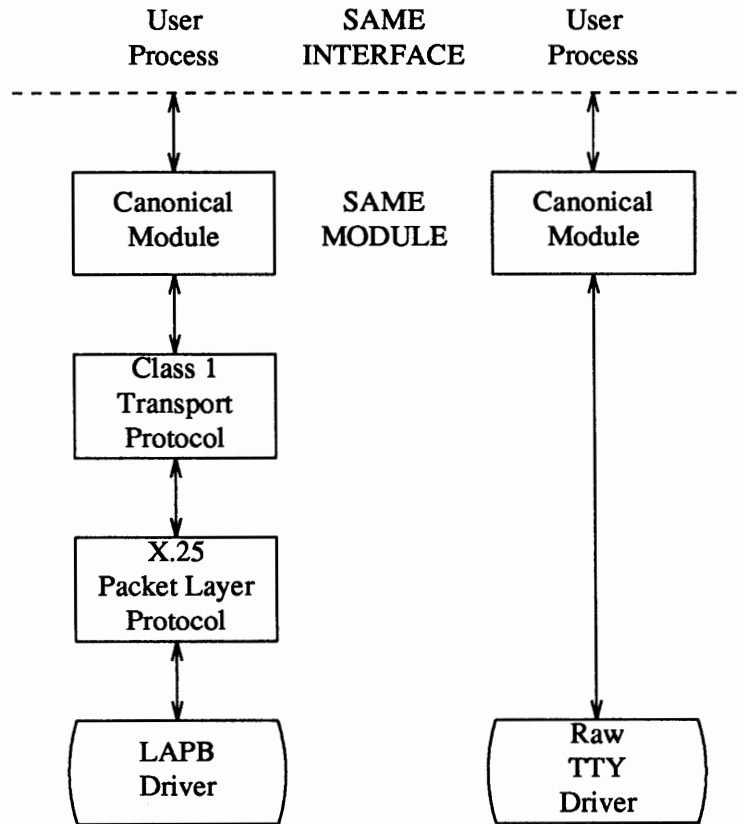 User
Process
SAME
INTERFACE
User
Process
Canonical
Module
SAME
MODULE
Canonical
Module
Class 1
Transport
Protocol
X.25
Packet Layer
Protocol
LAPB
Driver
Raw
TTY
Driver